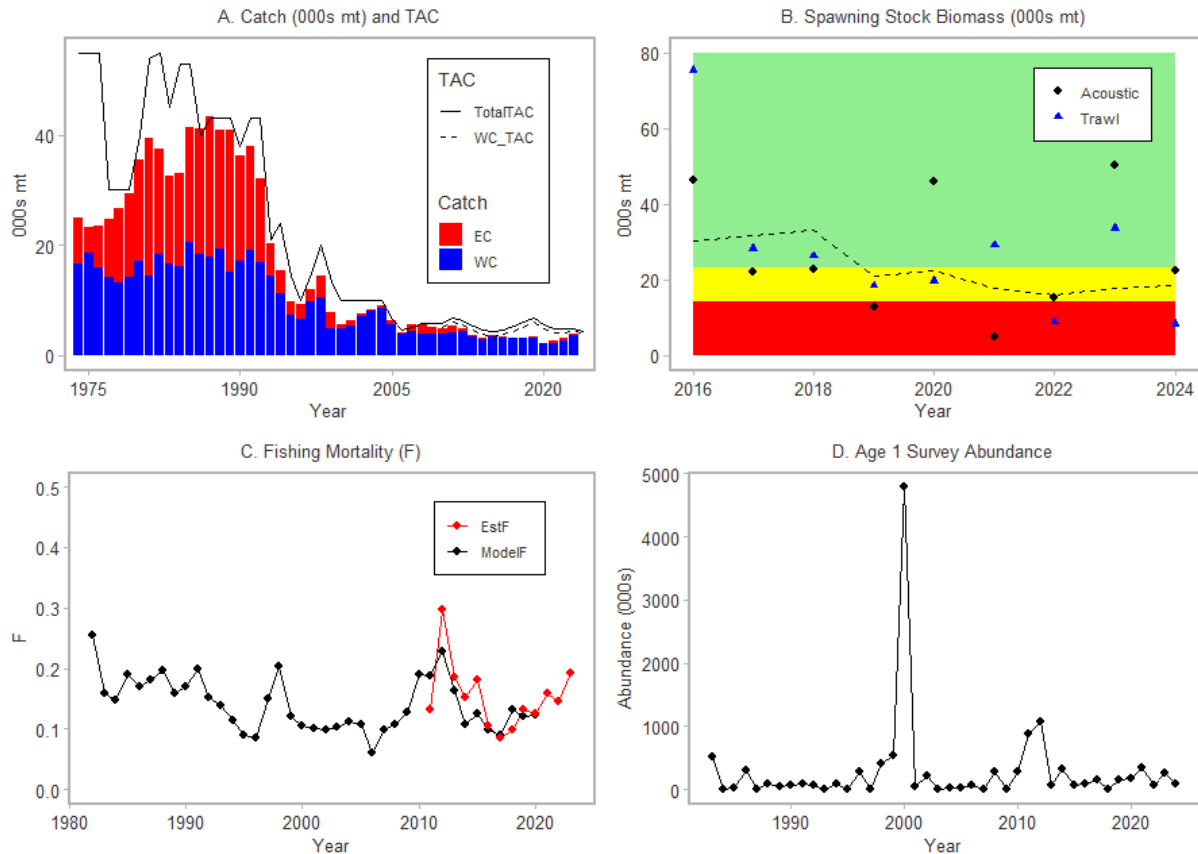 A. Catch (000s mt) and TAC
000s mt
40
20
0
1975 1990 2005 2020
Year
TAC
TotalTAC
WC_TAC
Catch
EC
WC
B. Spawning Stock Biomass (000s mt)
000s mt
80
60
40
20
0
2016 2018 2020 2022 2024
Year
Acoustic
Trawl
C. Fishing Mortality (F)
F
0.5
0.4
0.3
0.2
0.1
0.0
1980 1990 2000 2010 2020
Year
EstF
ModelF
D. Age 1 Survey Abundance
Abundance (000s)
5000
4000
3000
2000
1000
0
1990 2000 2010 2020
Year